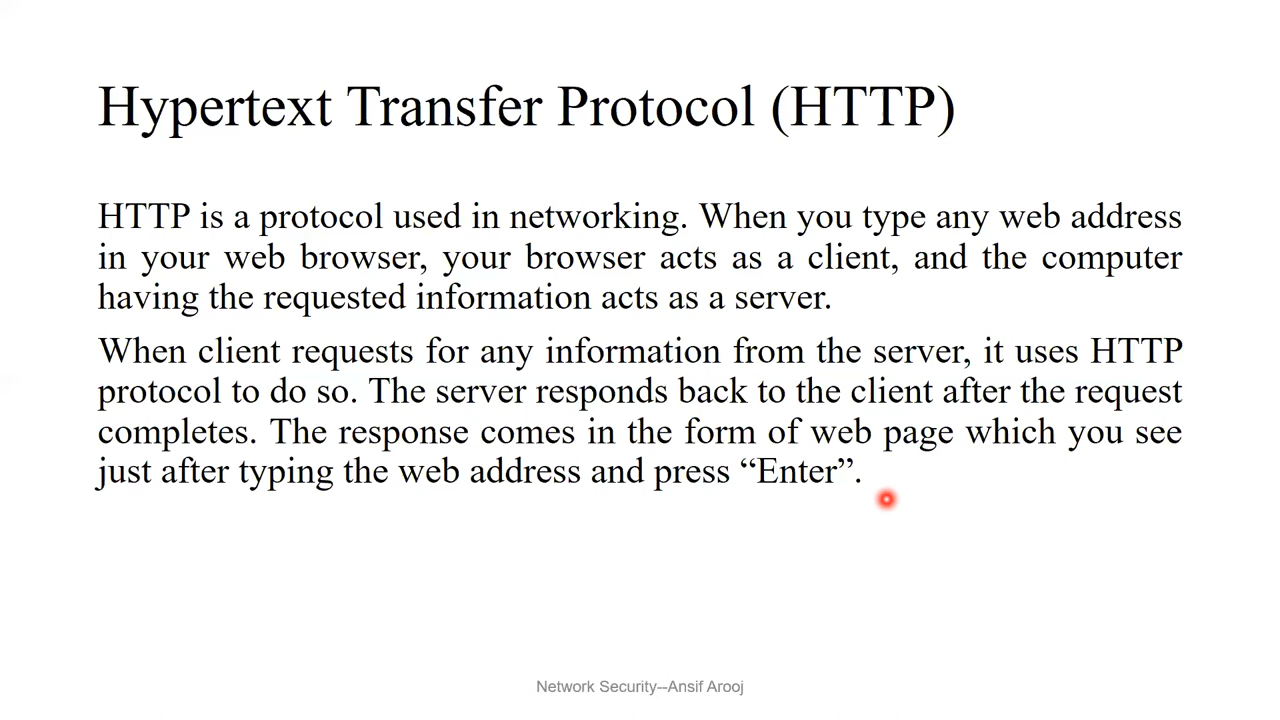 Hypertext Transfer Protocol (HTTP)
HTTP is a protocol used in networking. When you type any web address
in your web browser, your browser acts as a client, and the computer
having the requested information acts as a server.
When client requests for any information from the server, it uses HTTP
protocol to do so. The server responds back to the client after the request
completes. The response comes in the form of web page which you see
just after typing the web address and press “Enter”.
Network Security--Ansif Arooj